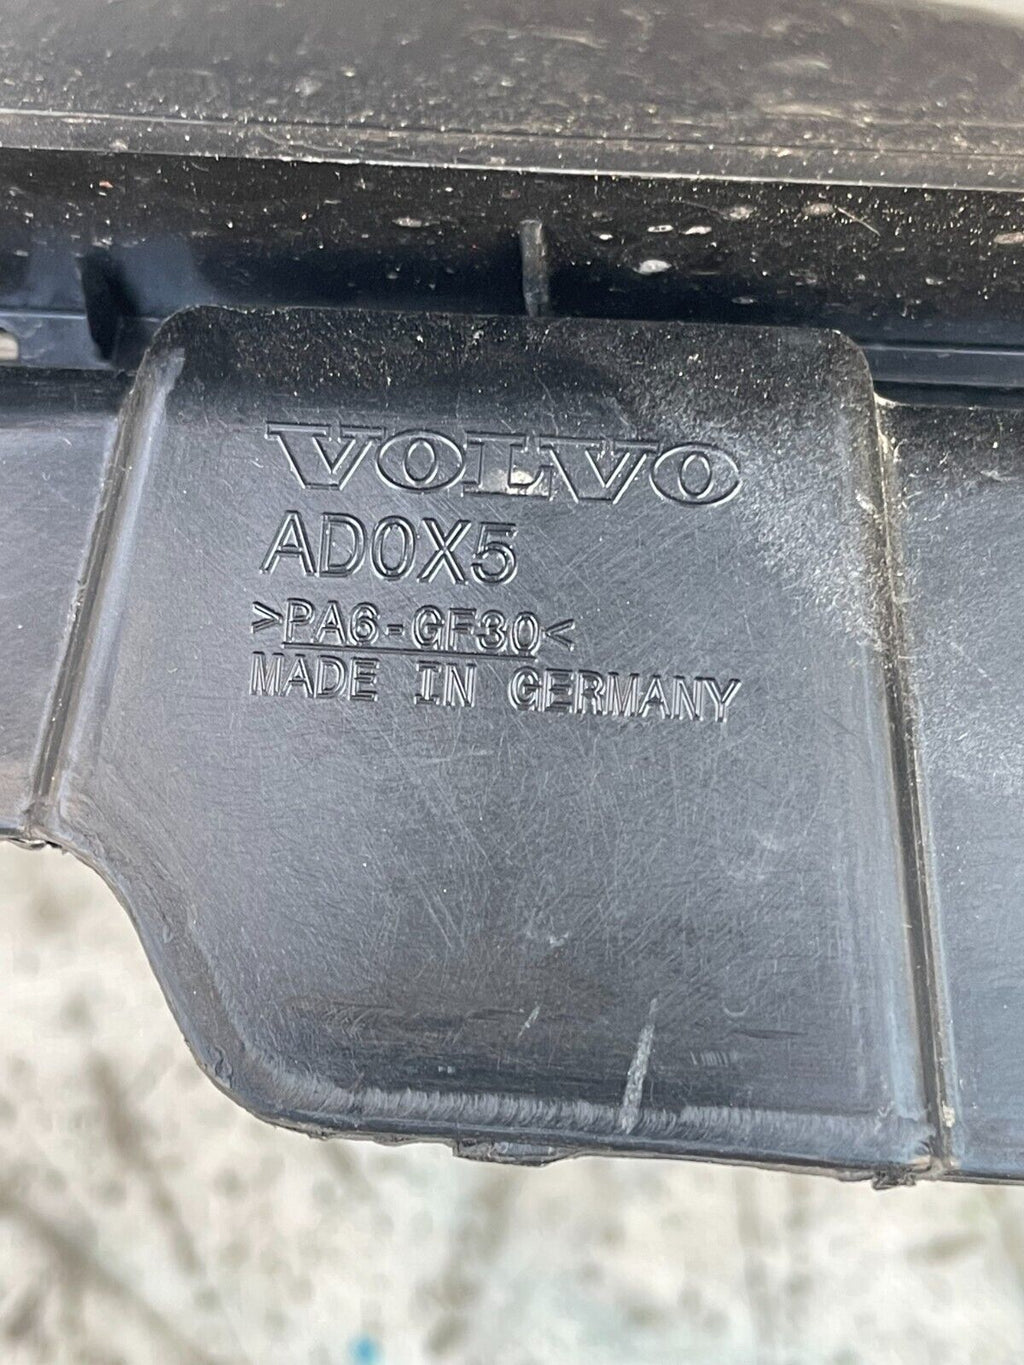 VOLVO
AD0X5
>PA6-GF30<
MADE IN GERMANY